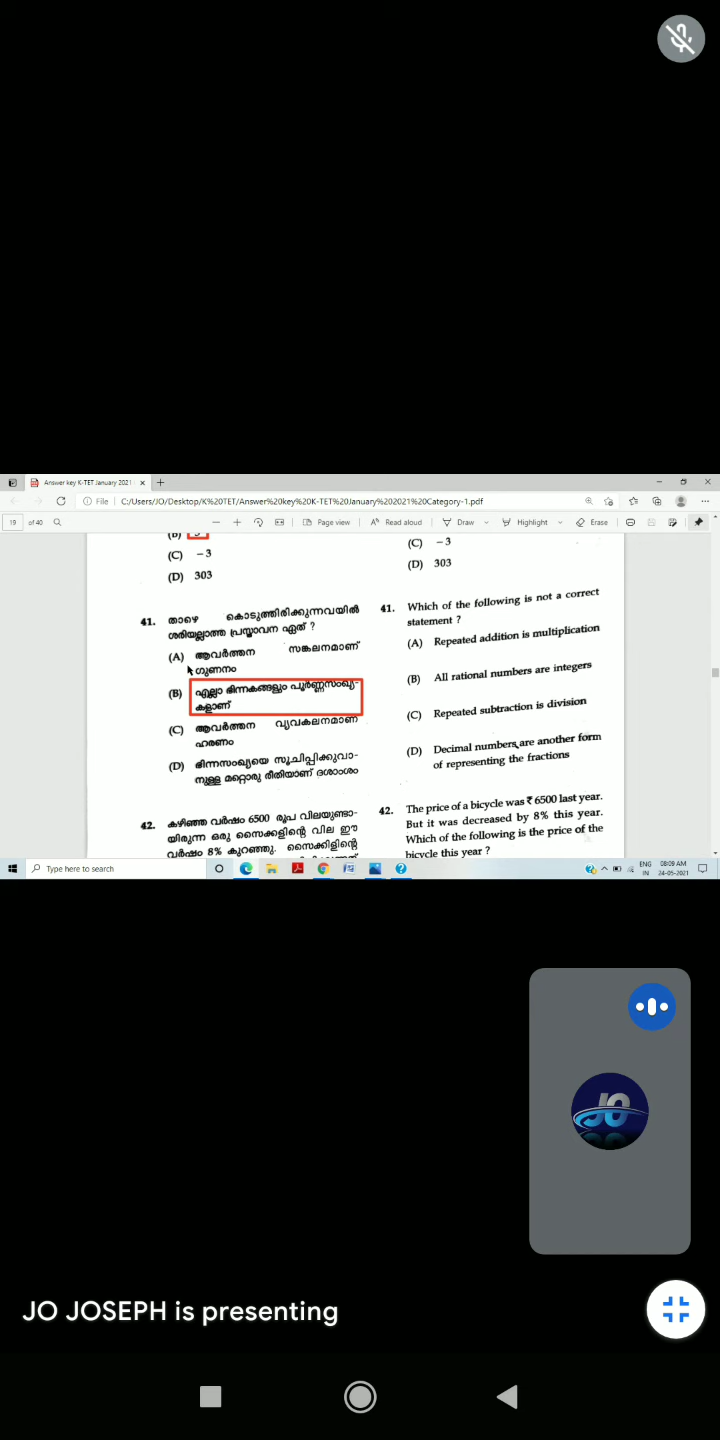 Answer key K-TET January 2021
File
C:/Users/JO/Desktop/K%20TET/Answer%20key%20K-TET%20January%202021%20Category-1.pdf
19 of 40
Page view
Read aloud
Draw
Highlight
Erase
(C) – 3
(D) 303
41. താഴെ കൊടുത്തിരിക്കുന്നവയിൽ
ശരിയല്ലാത്ത പ്രസ്താവന ഏത് ?
(A) ആവർത്തന സങ്കലനമാണ്
ഗുണനം
(B) എല്ലാ ഭിന്നകങ്ങളും പൂർണ്ണസംഖ്യ-
കളാണ്
(C) ആവർത്തന വ്യവകലനമാണ്
ഹരണം
(D) ഭിന്നസംഖ്യയെ സൂചിപ്പിക്കുവാ-
നുള്ള മറ്റൊരു രീതിയാണ് ദശാംശം
42. കഴിഞ്ഞ വർഷം 6500 രൂപ വിലയുണ്ടാ-
യിരുന്ന ഒരു സൈക്കളിന്റെ വില ഈ
വർഷം 8% കുറഞ്ഞു. സൈക്കിളിന്റെ
(C) – 3
(D) 303
41. Which of the following is not a correct
statement ?
(A) Repeated addition is multiplication
(B) All rational numbers are integers
(C) Repeated subtraction is division
(D) Decimal numbers are another form
of representing the fractions
42. The price of a bicycle was ₹ 6500 last year.
But it was decreased by 8% this year.
Which of the following is the price of the
bicycle this year ?
Type here to search
ENG
IN
08:09 AM
24-05-2021
JO
JO JOSEPH is presenting